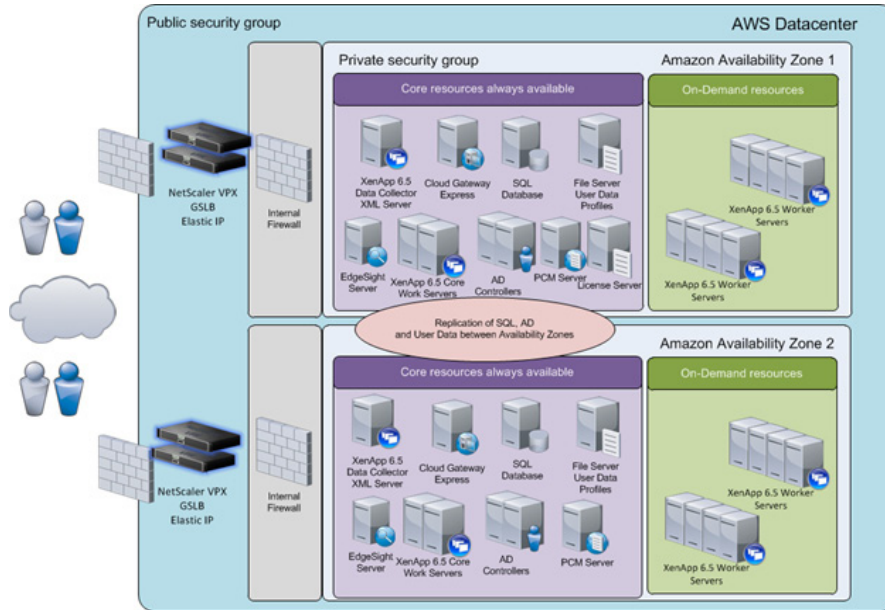 Public security group
AWS Datacenter
Private security group
Amazon Availability Zone 1
Core resources always available
On-Demand resources
NetScaler VPX
GSLB
Elastic IP
Internal
Firewall
XenApp 6.5
Data Collector
XML Server
Cloud Gateway
Express
SQL
Database
File Server
User Data
Profiles
XenApp 6.5 Worker
Servers
EdgeSight
Server
XenApp 6.5 Core
Work Servers
AD
Controllers
PCM Server
License Server
XenApp 6.5 Worker
Servers
Replication of SQL, AD
and User Data between Availability Zones
Amazon Availability Zone 2
Core resources always available
On-Demand resources
NetScaler VPX
GSLB
Elastic IP
Internal
Firewall
XenApp 6.5
Data Collector
XML Server
Cloud Gateway
Express
SQL
Database
File Server
User Data
Profiles
XenApp 6.5 Worker
Servers
EdgeSight
Server
XenApp 6.5 Core
Work Servers
AD
Controllers
PCM Server
XenApp 6.5 Worker
Servers